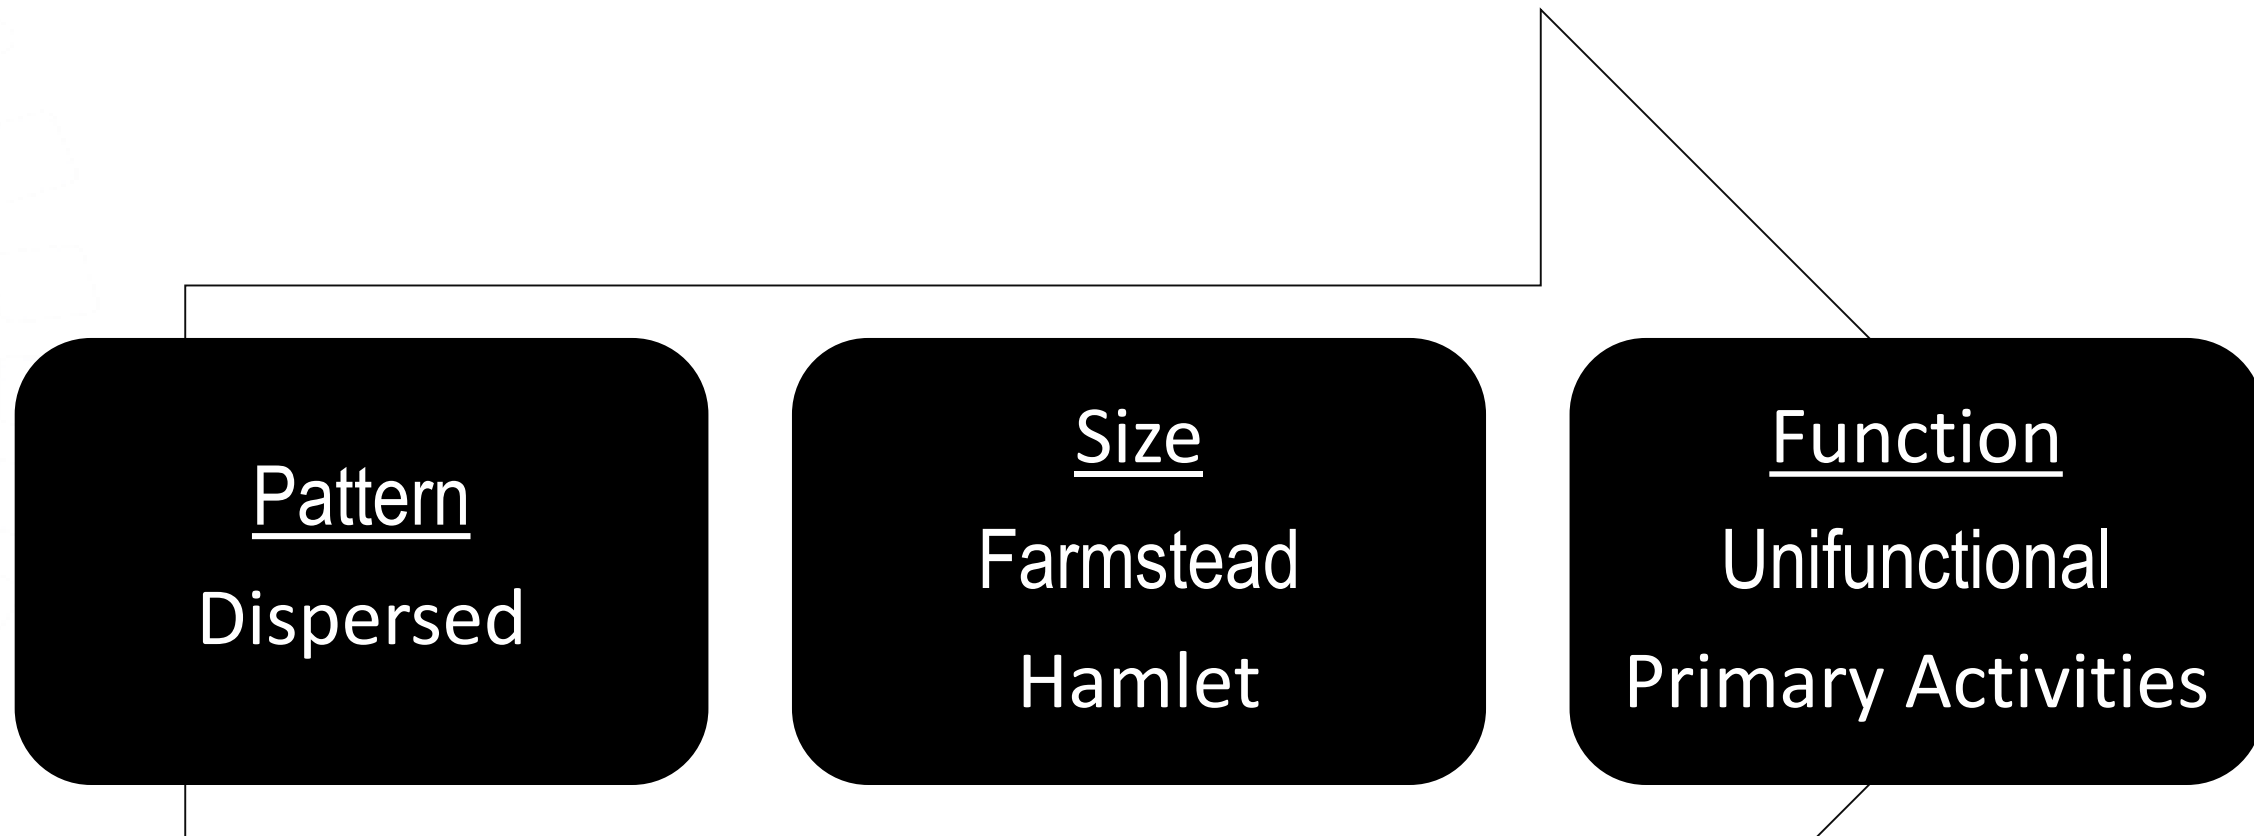 Pattern
Dispersed
Size
Farmstead
Hamlet
Function
Unifunctional
Primary Activities